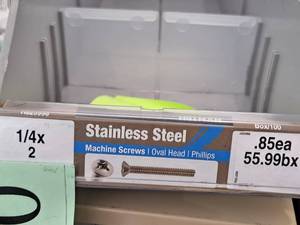 Box/100
1/4x
2
Stainless Steel
Machine Screws | Oval Head | Phillips
.85ea
55.99bx